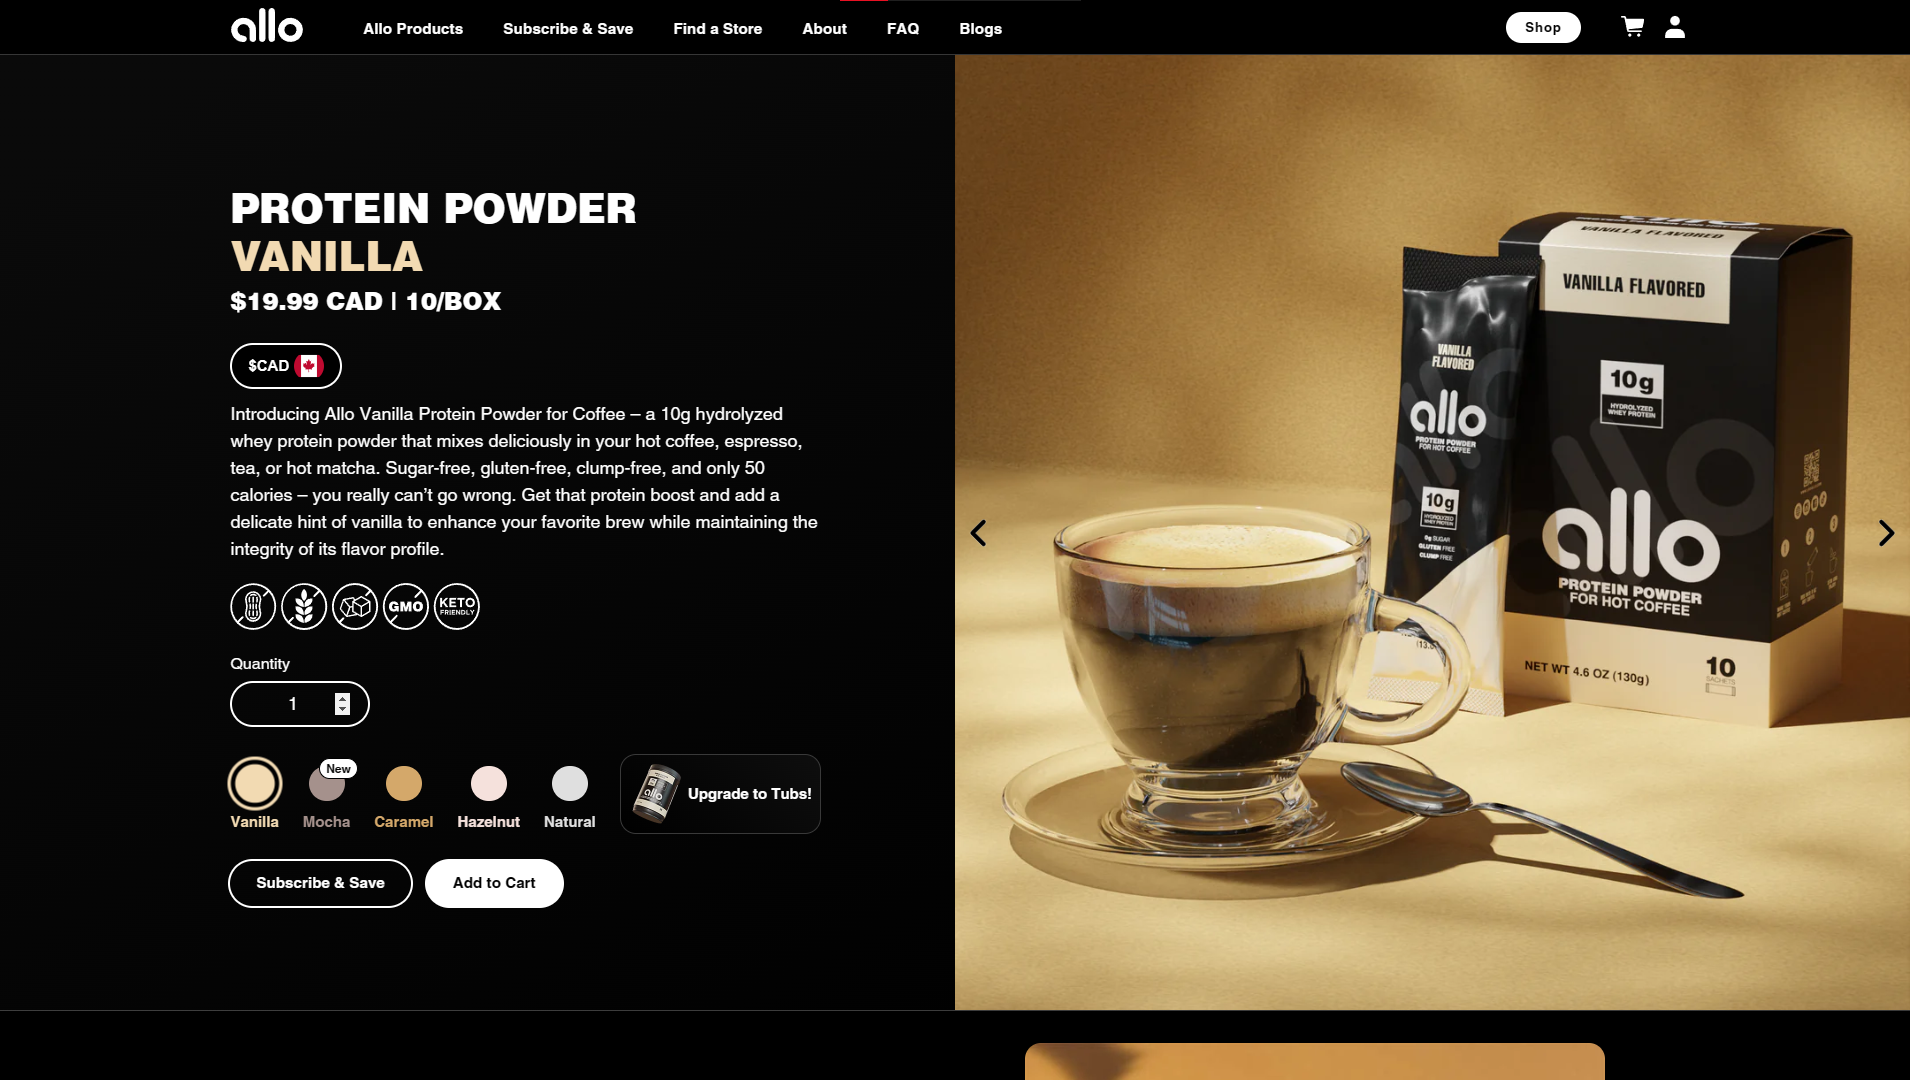 allo
Allo Products
Subscribe & Save
Find a Store
About
FAQ
Blogs
Shop
PROTEIN POWDER
VANILLA
$19.99 CAD | 10/BOX
$CAD
Introducing Allo Vanilla Protein Powder for Coffee – a 10g hydrolyzed
whey protein powder that mixes deliciously in your hot coffee, espresso,
tea, or hot matcha. Sugar-free, gluten-free, clump-free, and only 50
calories – you really can’t go wrong. Get that protein boost and add a
delicate hint of vanilla to enhance your favorite brew while maintaining the
integrity of its flavor profile.
GMO
KETO
FRIENDLY
Quantity
1
New
Vanilla
Mocha
Caramel
Hazelnut
Natural
allo
Upgrade to Tubs!
Subscribe & Save
Add to Cart
VANILLA FLAVORED
VANILLA FLAVORED
10g
HYDROLYZED
WHEY PROTEIN
allo
PROTEIN POWDER
FOR HOT COFFEE
NET WT 4.6 OZ (130g)
10
SACHETS
VANILLA
FLAVORED
allo
PROTEIN POWDER
FOR HOT COFFEE
10g
HYDROLYZED
WHEY PROTEIN
0g SUGAR
GLUTEN FREE
CLUMP FREE